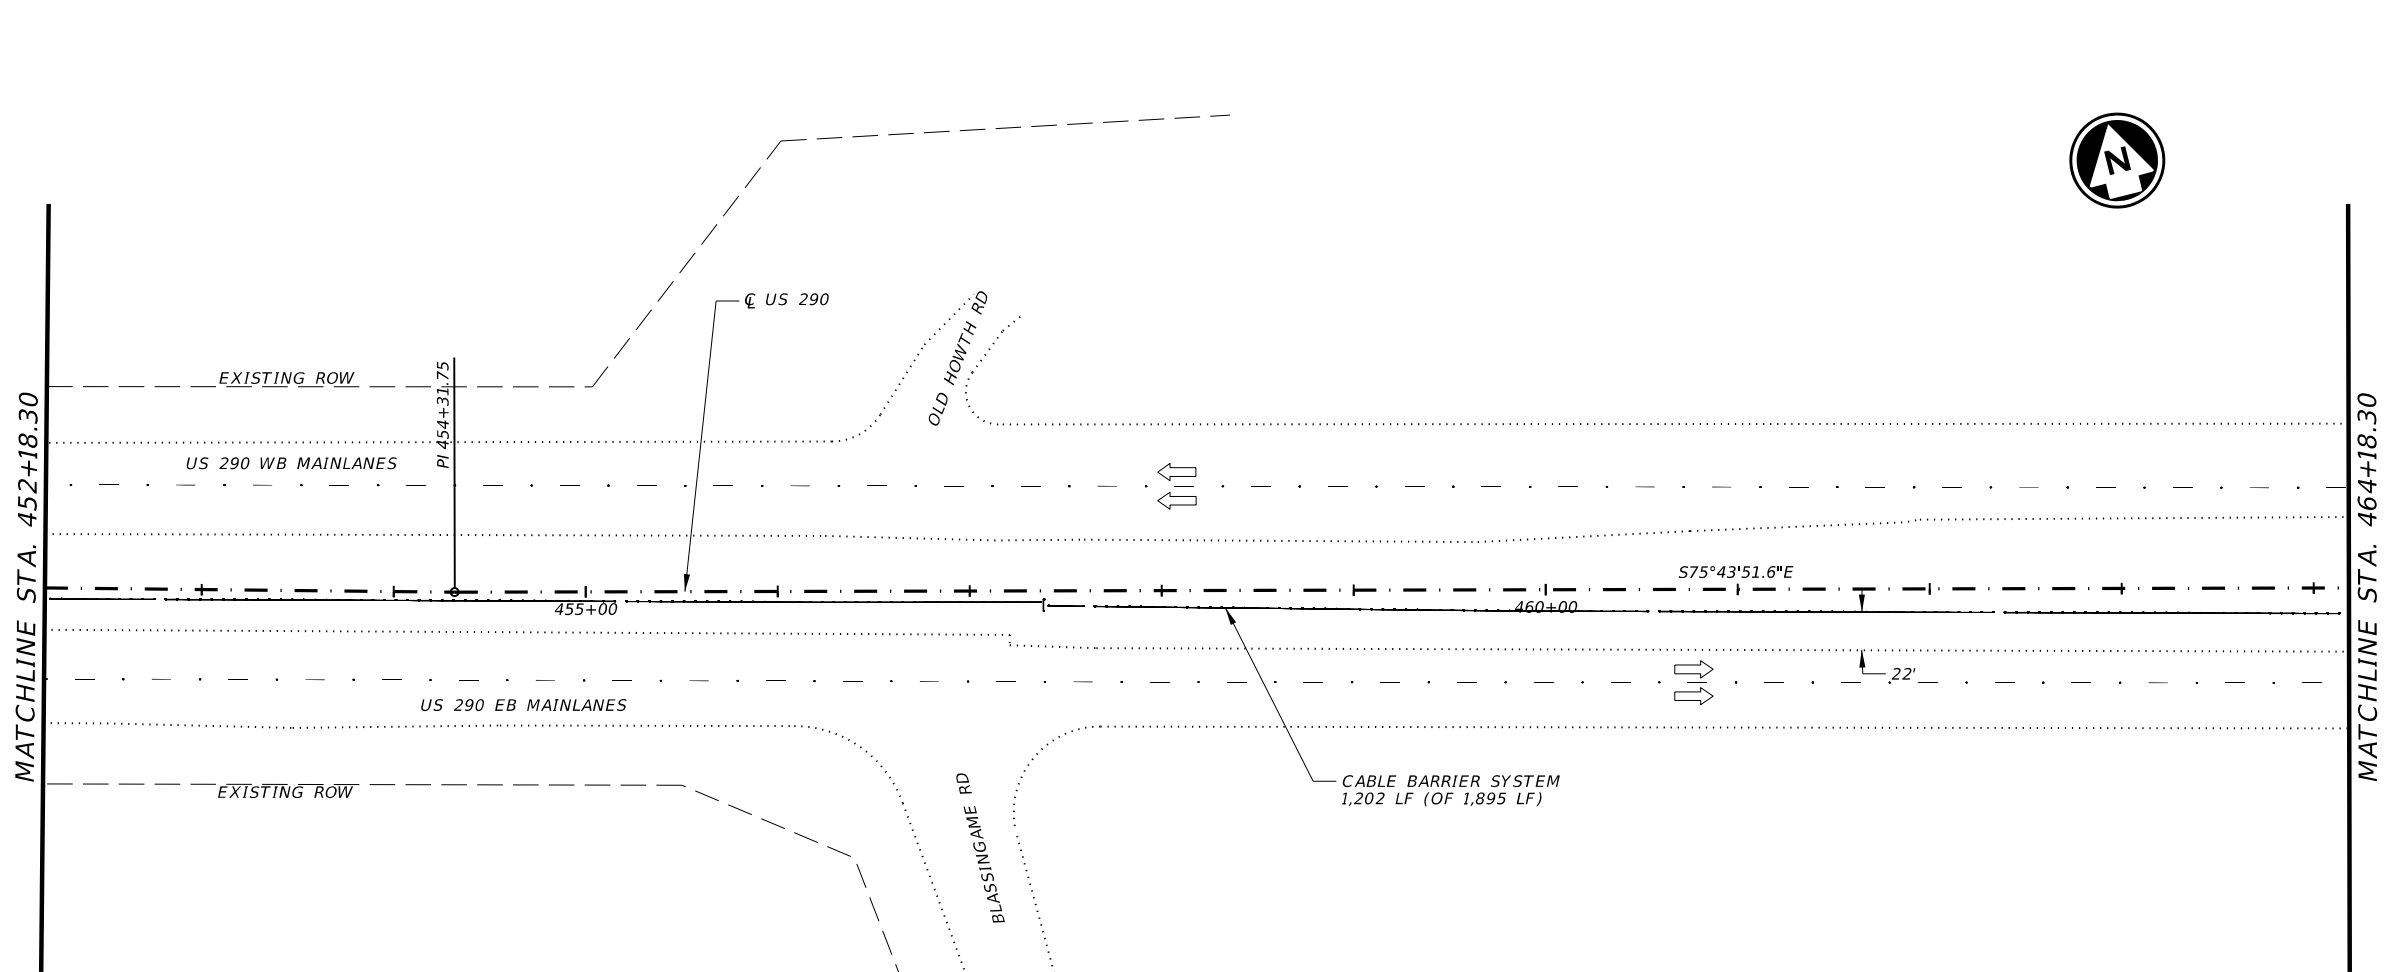 N
℄ US 290
OLD HOWTH RD
EXISTING ROW
PI 454+31.75
US 290 WB MAINLANES
MATCHLINE STA. 452+18.30
MATCHLINE STA. 464+18.30
S75°43'51.6"E
455+00
460+00
22'
US 290 EB MAINLANES
EXISTING ROW
BLASSINGAME RD
CABLE BARRIER SYSTEM
1,202 LF (OF 1,895 LF)